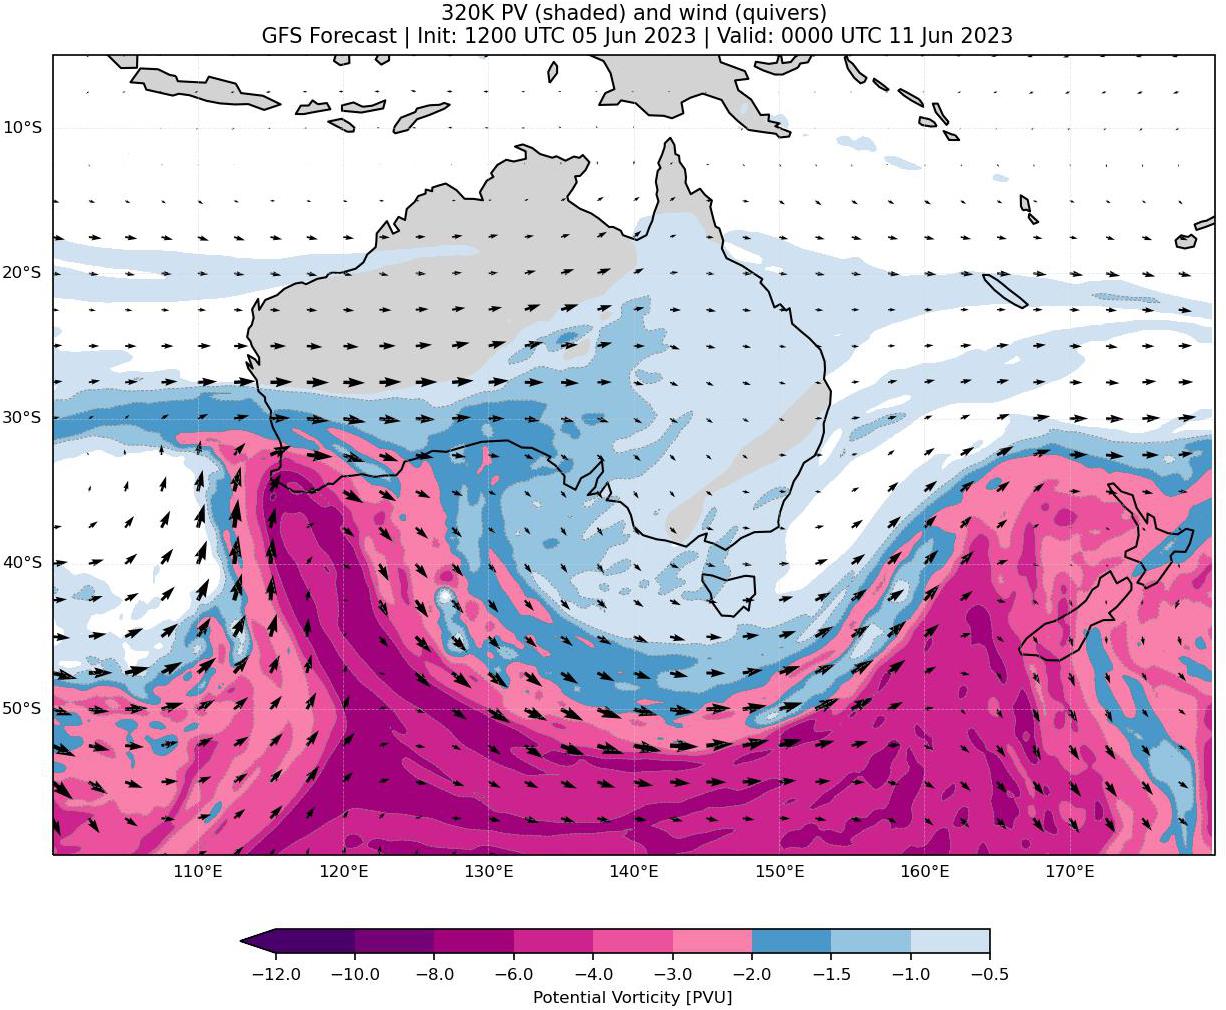 320K PV (shaded) and wind (quivers)
GFS Forecast | Init: 1200 UTC 05 Jun 2023 | Valid: 0000 UTC 11 Jun 2023
10°S
20°S
30°S
40°S
50°S
110°E 120°E 130°E 140°E 150°E 160°E 170°E
−12.0 −10.0 −8.0 −6.0 −4.0 −3.0 −2.0 −1.5 −1.0 −0.5
Potential Vorticity [PVU]